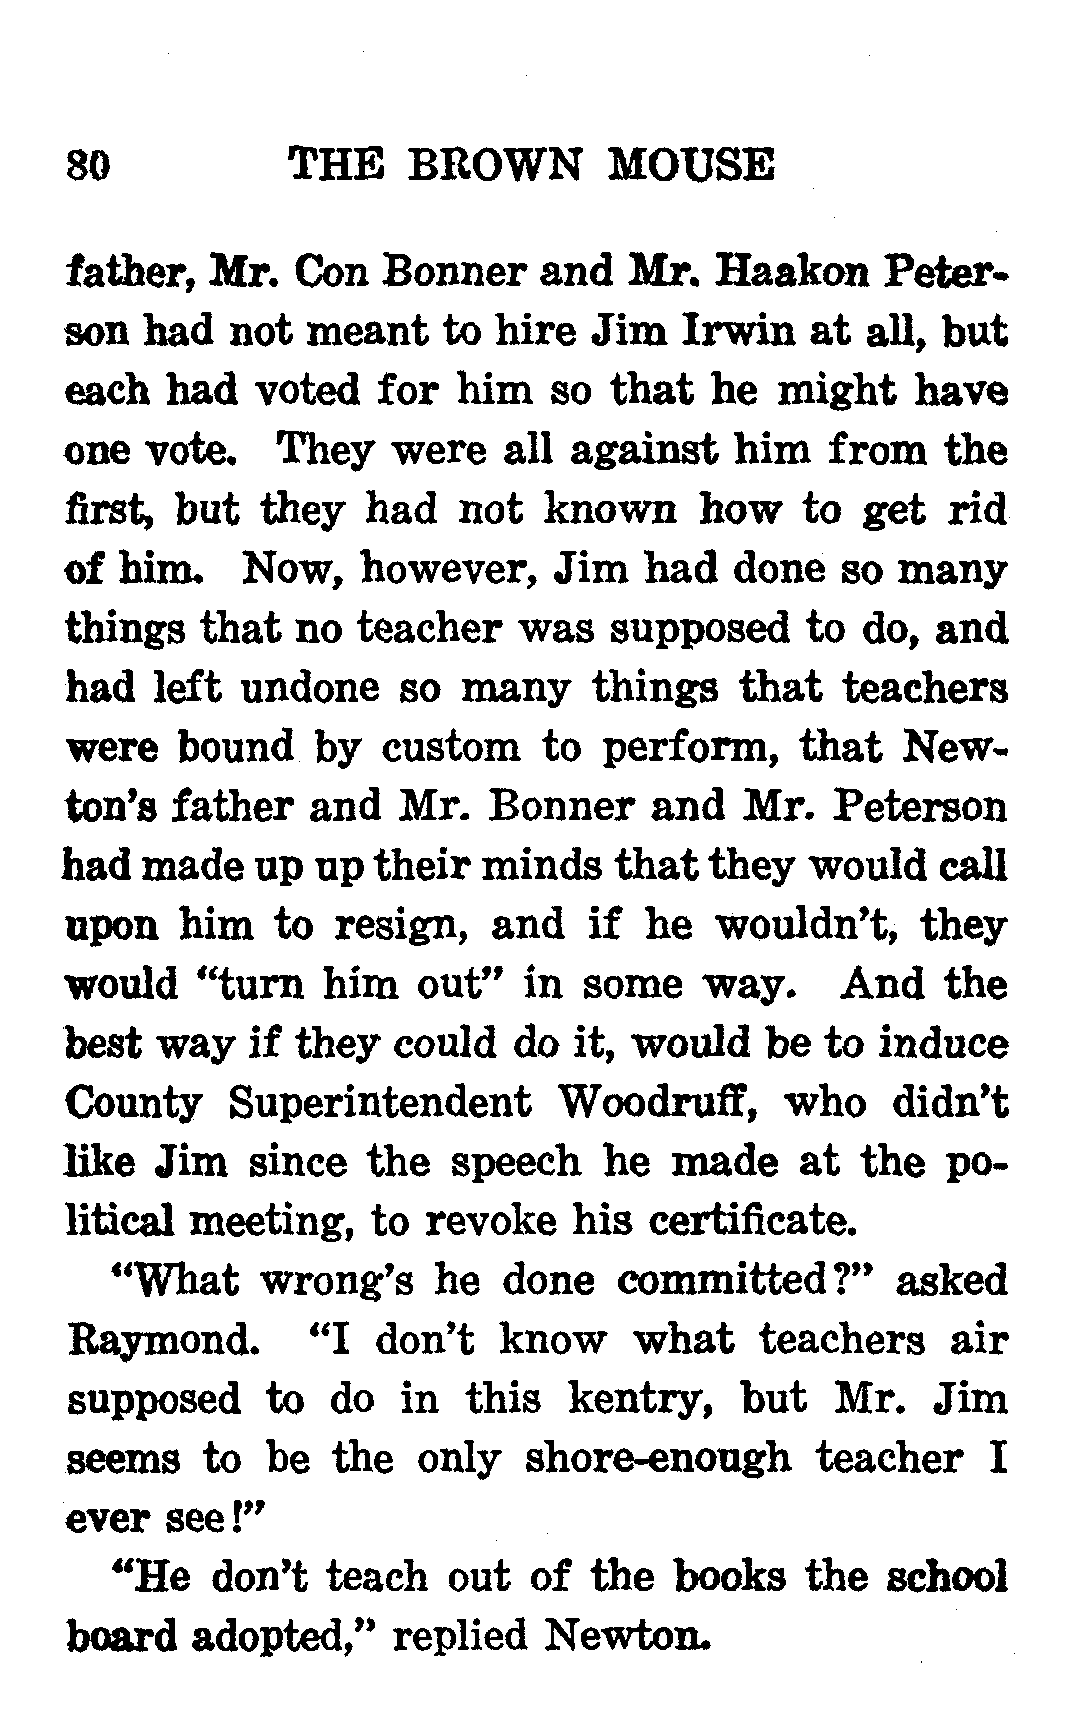 80 THE BROWN MOUSE
father, Mr. Con Bonner and Mr. Haakon Peter-
son had not meant to hire Jim Irwin at all, but
each had voted for him so that he might have
one vote. They were all against him from the
first, but they had not known how to get rid
of him. Now, however, Jim had done so many
things that no teacher was supposed to do, and
had left undone so many things that teachers
were bound by custom to perform, that New-
ton's father and Mr. Bonner and Mr. Peterson
had made up up their minds that they would call
upon him to resign, and if he wouldn't, they
would "turn him out" in some way. And the
best way if they could do it, would be to induce
County Superintendent Woodruff, who didn't
like Jim since the speech he made at the po-
litical meeting, to revoke his certificate.
"What wrong's he done committed?" asked
Raymond. "I don't know what teachers air
supposed to do in this kentry, but Mr. Jim
seems to be the only shore-enough teacher I
ever see!"
"He don't teach out of the books the school
board adopted," replied Newton.